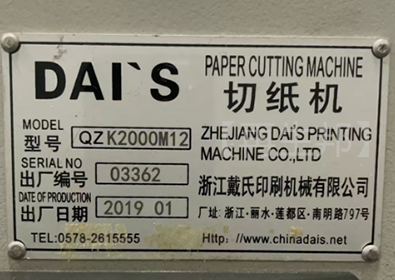 DAI`S
PAPER CUTTING MACHINE
切纸机
MODEL
型号 QZK2000M12
ZHEJIANG DAI'S PRINTING
MACHINE CO.,LTD
SERIAL NO
出厂编号 03362
浙江戴氏印刷机械有限公司
DATE OF PRODUCTION
出厂日期 2019 01
厂址:浙江·丽水·莲都区·南明路797号
TEL:0578-2615555
Http://www.chinadais.net